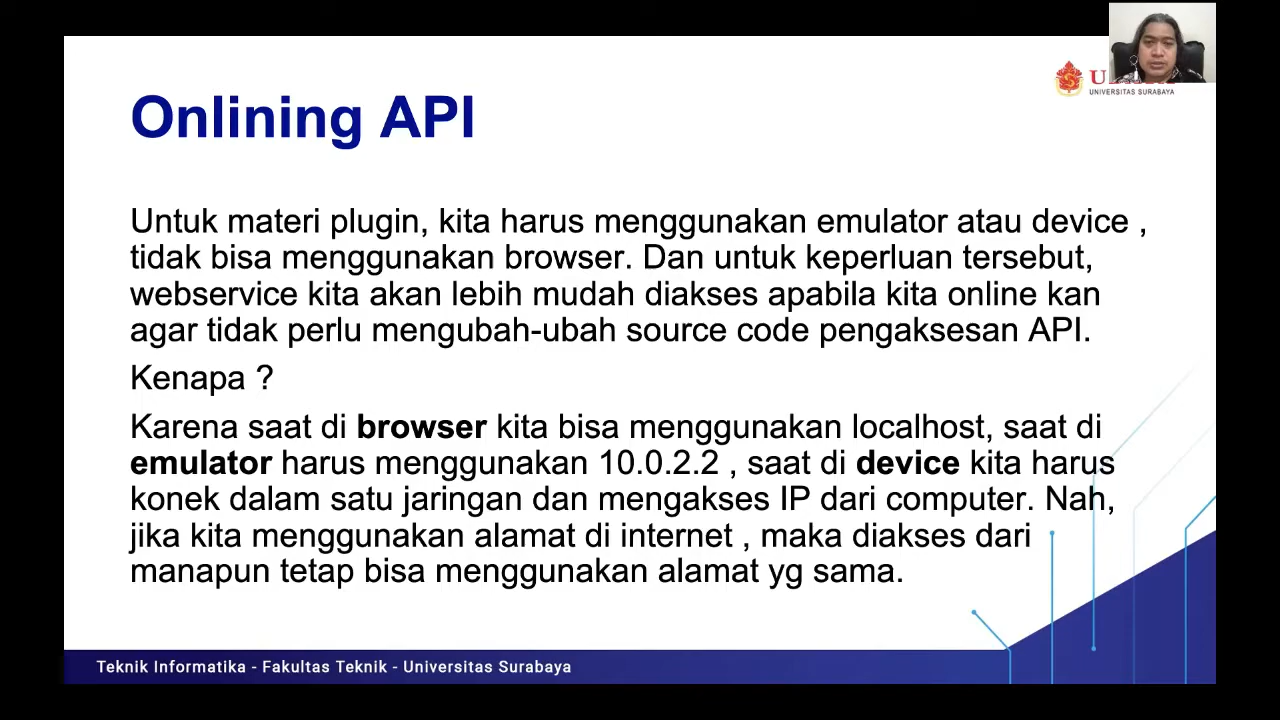 UNIVERSITAS SURABAYA
Onlining API
Untuk materi plugin, kita harus menggunakan emulator atau device ,
tidak bisa menggunakan browser. Dan untuk keperluan tersebut,
webservice kita akan lebih mudah diakses apabila kita online kan
agar tidak perlu mengubah-ubah source code pengaksesan API.
Kenapa ?
Karena saat di browser kita bisa menggunakan localhost, saat di
emulator harus menggunakan 10.0.2.2 , saat di device kita harus
konek dalam satu jaringan dan mengakses IP dari computer. Nah,
jika kita menggunakan alamat di internet , maka diakses dari
manapun tetap bisa menggunakan alamat yg sama.
Teknik Informatika - Fakultas Teknik - Universitas Surabaya